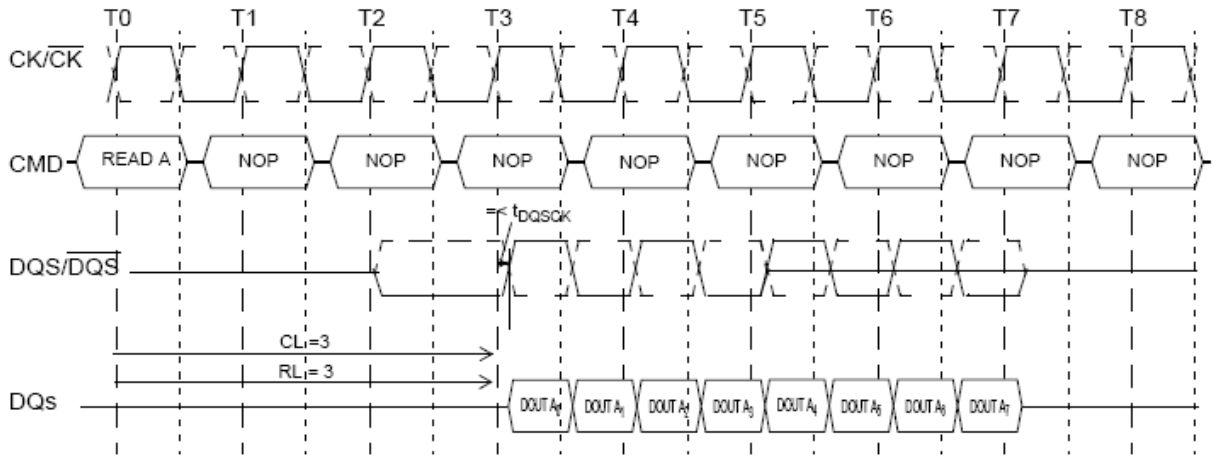 T0 T1 T2 T3 T4 T5 T6 T7 T8
CK/CK
CMD READ A NOP NOP NOP NOP NOP NOP NOP NOP
=< tDQSCK
DQS/DQS
CL =3
RL = 3
DQs DOUT A0 DOUT A1 DOUT A2 DOUT A3 DOUT A4 DOUT A5 DOUT A6 DOUT A7